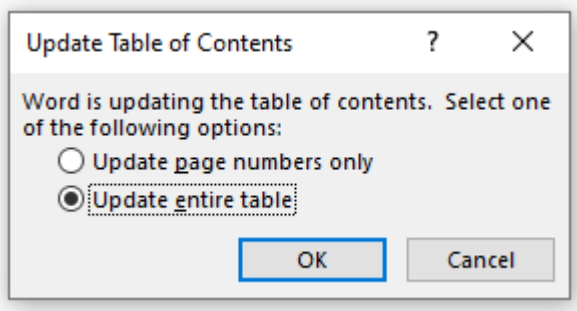 Update Table of Contents ? ×
Word is updating the table of contents. Select one
of the following options:
Update page numbers only
Update entire table
OK Cancel